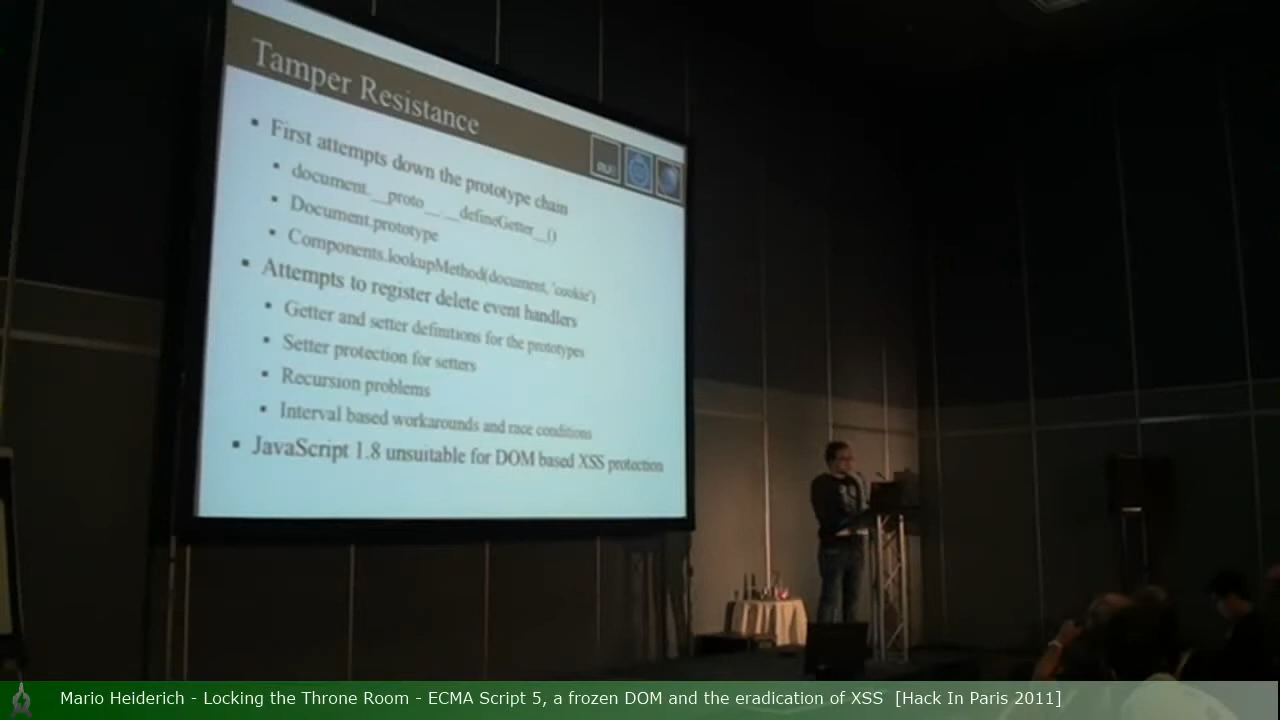 Tamper Resistance
▪ First attempts down the prototype chain
▪ document.__proto__.__defineGetter__()
▪ Document.prototype
▪ Components.lookupMethod(document, 'cookie')
▪ Attempts to register delete event handlers
▪ Getter and setter definitions for the prototypes
▪ Setter protection for setters
▪ Recursion problems
▪ Interval based workarounds and race conditions
▪ JavaScript 1.8 unsuitable for DOM based XSS protection
Mario Heiderich - Locking the Throne Room - ECMA Script 5, a frozen DOM and the eradication of XSS [Hack In Paris 2011]